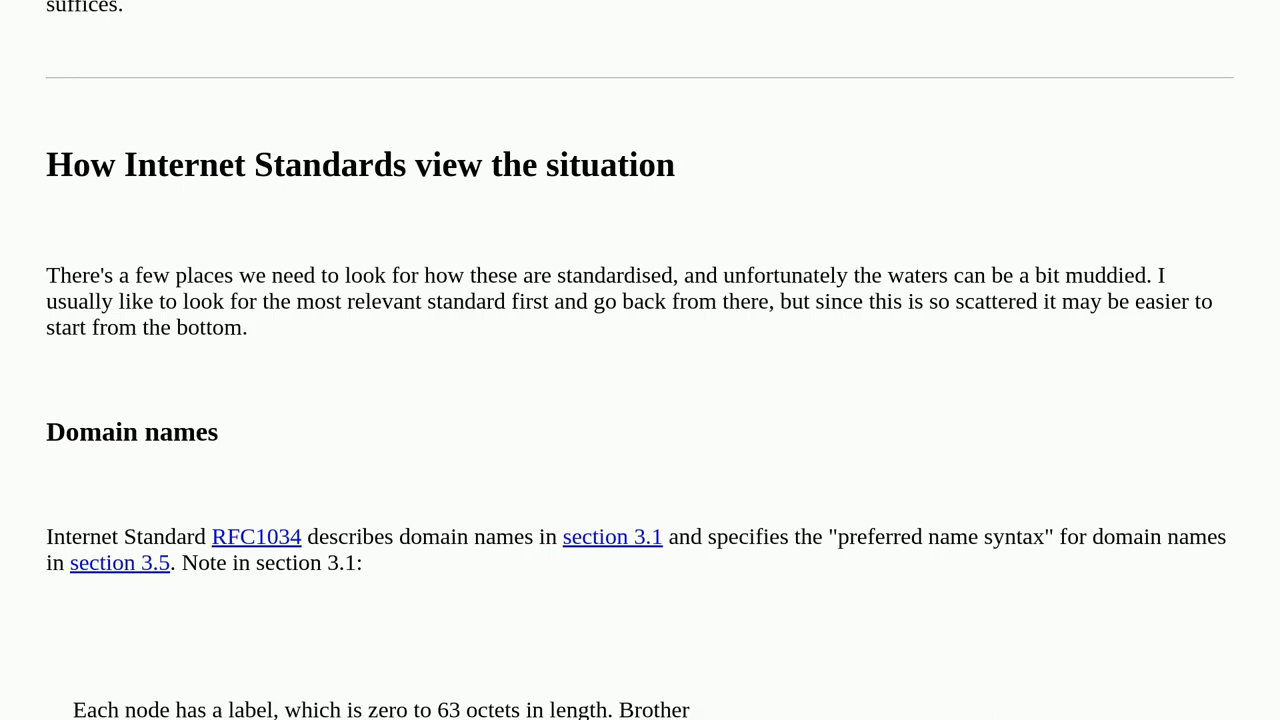 suffices.
How Internet Standards view the situation
There's a few places we need to look for how these are standardised, and unfortunately the waters can be a bit muddied. I
usually like to look for the most relevant standard first and go back from there, but since this is so scattered it may be easier to
start from the bottom.
Domain names
Internet Standard RFC1034 describes domain names in section 3.1 and specifies the "preferred name syntax" for domain names
in section 3.5. Note in section 3.1:
Each node has a label, which is zero to 63 octets in length. Brother